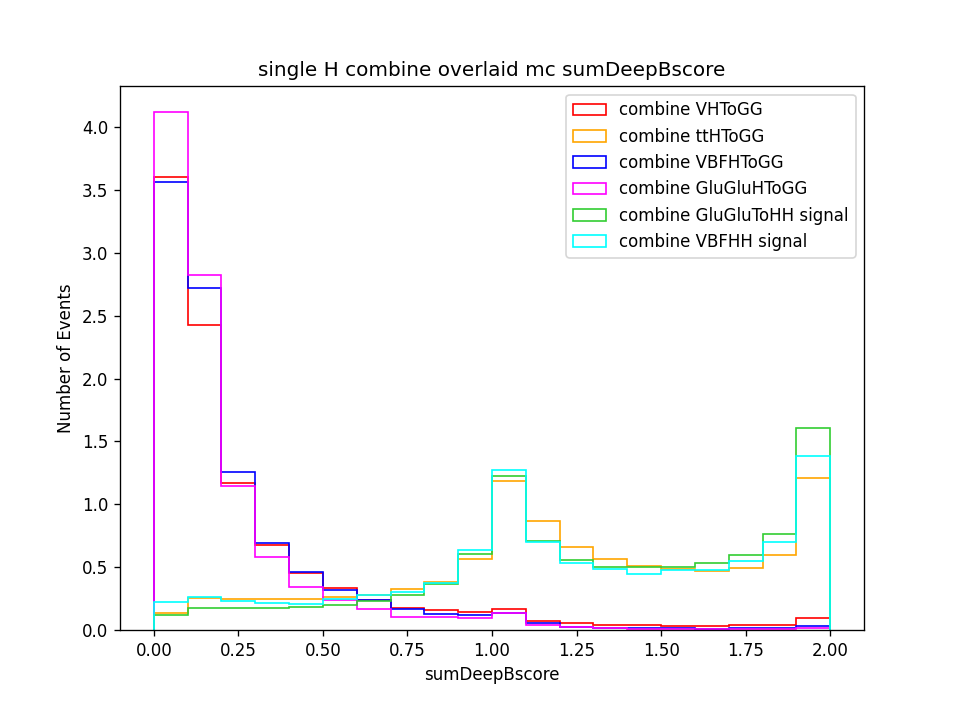 single H combine overlaid mc sumDeepBscore
combine VHToGG
combine ttHToGG
combine VBFHToGG
combine GluGluHToGG
combine GluGluToHH signal
combine VBFHH signal
Number of Events
4.0
3.5
3.0
2.5
2.0
1.5
1.0
0.5
0.0
0.00 0.25 0.50 0.75 1.00 1.25 1.50 1.75 2.00
sumDeepBscore